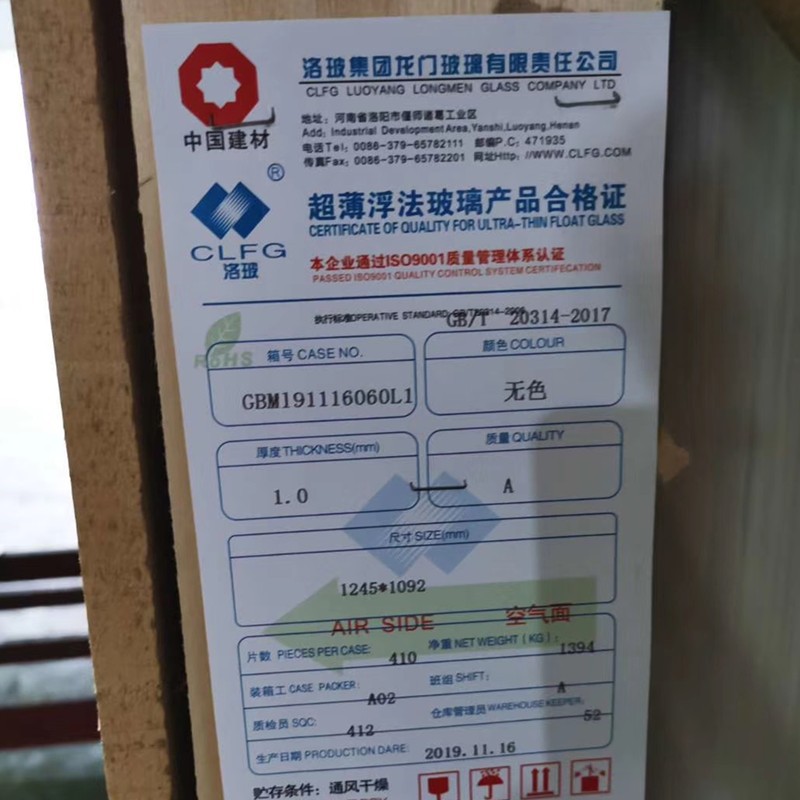 洛玻集团龙门玻璃有限责任公司
CLFG LUOYANG LONGMEN GLASS COMPANY LTD
中国建材
地址：河南省洛阳市偃师诸葛工业区
Add: Industrial Development Area,Yanshi,Luoyang,Henan
电话Tel: 0086-379-65782111 邮编P.C: 471935
传真Fax: 0086-379-65782201 网址Http: //WWW.CLFG.COM
®
CLFG
洛玻
超薄浮法玻璃产品合格证
CERTIFICATE OF QUALITY FOR ULTRA-THIN FLOAT GLASS
本企业通过ISO9001质量管理体系认证
PASSED ISO9001 QUALITY CONTROL SYSTEM CERTIFECATION
执行标准OPERATIVE STANDARD:
GB/T 20314-2017
RoHS
箱号 CASE NO.
GBM191116060L1
颜色 COLOUR
无色
厚度 THICKNESS(mm)
1.0
质量 QUALITY
A
尺寸 SIZE(mm)
1245*1092
AIR SIDE 空气面
片数 PIECES PER CASE: 410 净重 NET WEIGHT (KG): 1394
装箱工 CASE PACKER: A02 班组 SHIFT: A
质检员 SQC: 412 仓库管理员 WAREHOUSE KEEPER: 52
生产日期 PRODUCTION DARE: 2019.11.16
贮存条件：通风干燥